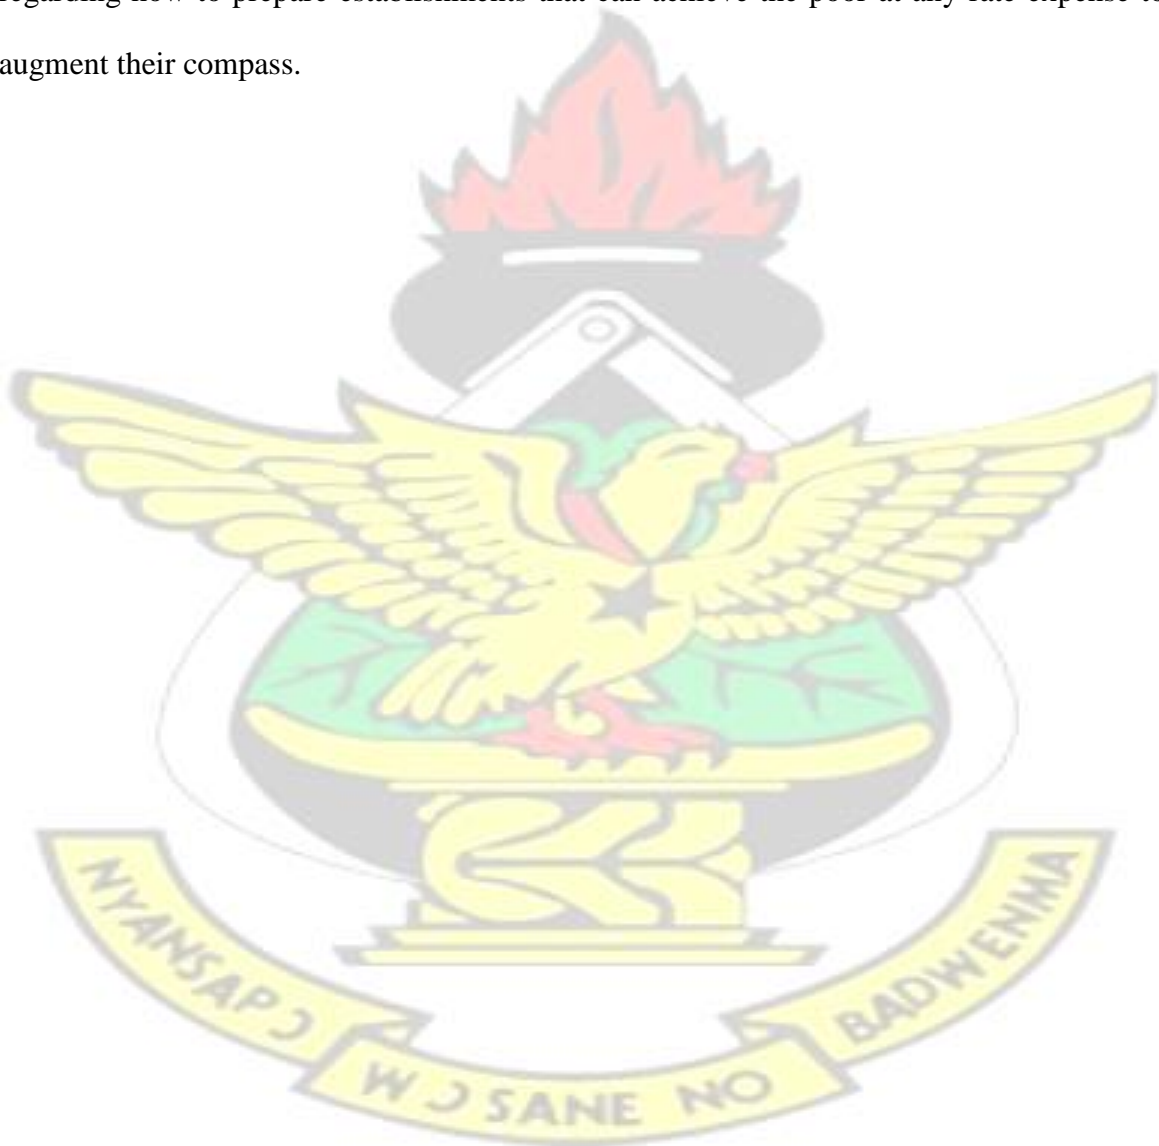 regarding how to prepare establishments that can achieve the poor at any rate expense to
augment their compass.
NYANSAPƆ
WƆSANE NO
BADWENMA